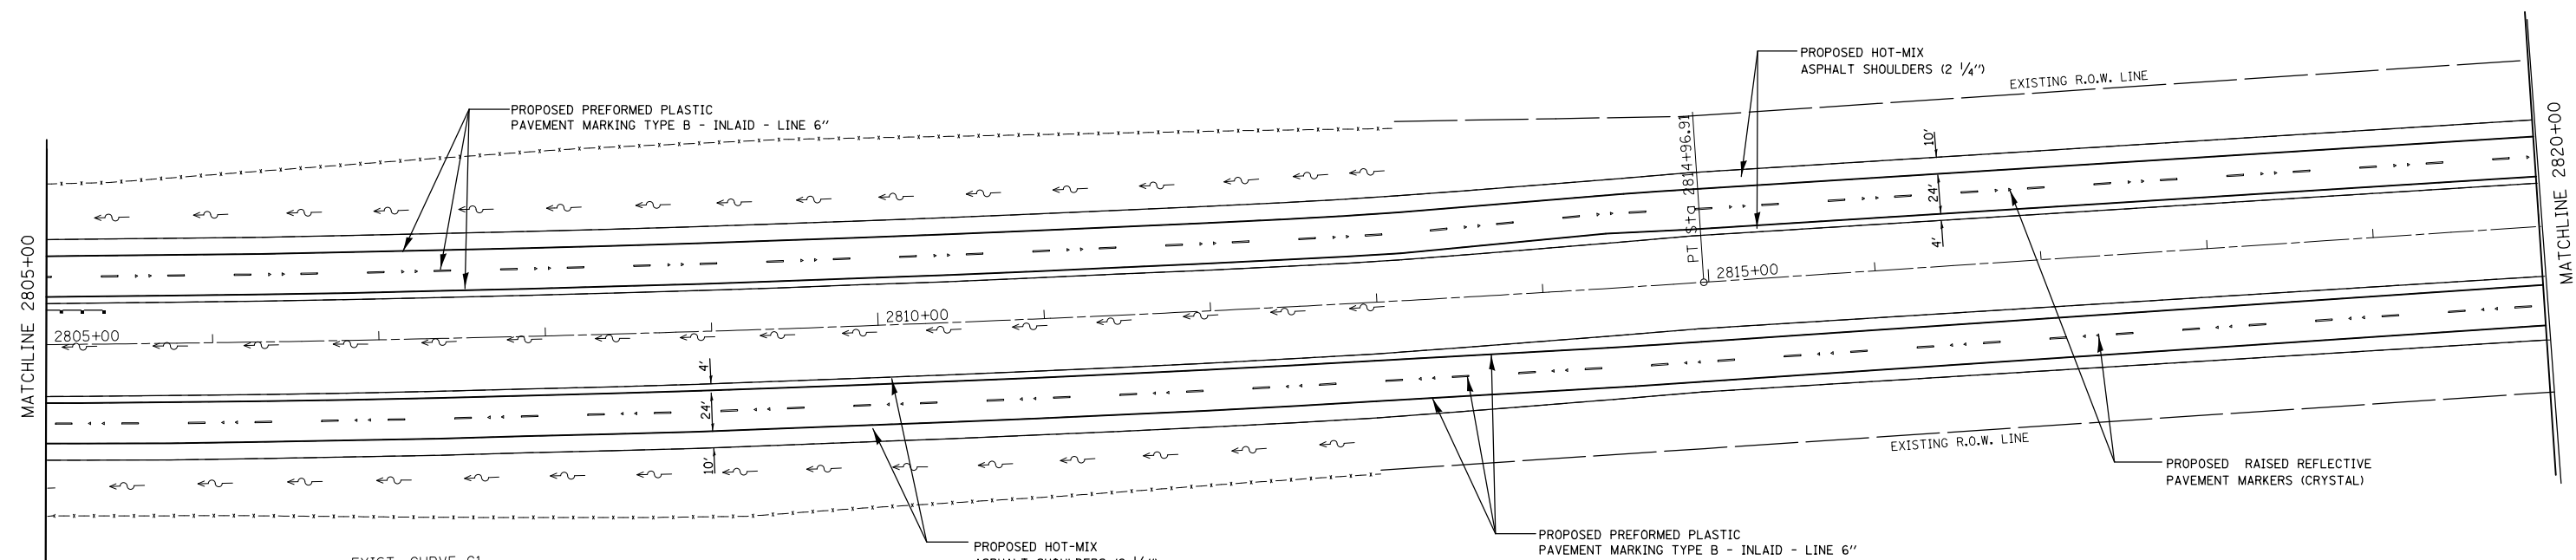 PROPOSED HOT-MIX
ASPHALT SHOULDERS (2 1/4")
EXISTING R.O.W. LINE
PROPOSED PREFORMED PLASTIC
PAVEMENT MARKING TYPE B - INLAID - LINE 6"
MATCHLINE 2805+00
MATCHLINE 2820+00
PT Sta 2814+96.91
10'
24'
4'
2815+00
2810+00
2805+00
4'
24'
10'
EXISTING R.O.W. LINE
PROPOSED RAISED REFLECTIVE
PAVEMENT MARKERS (CRYSTAL)
PROPOSED PREFORMED PLASTIC
PAVEMENT MARKING TYPE B - INLAID - LINE 6"
PROPOSED HOT-MIX